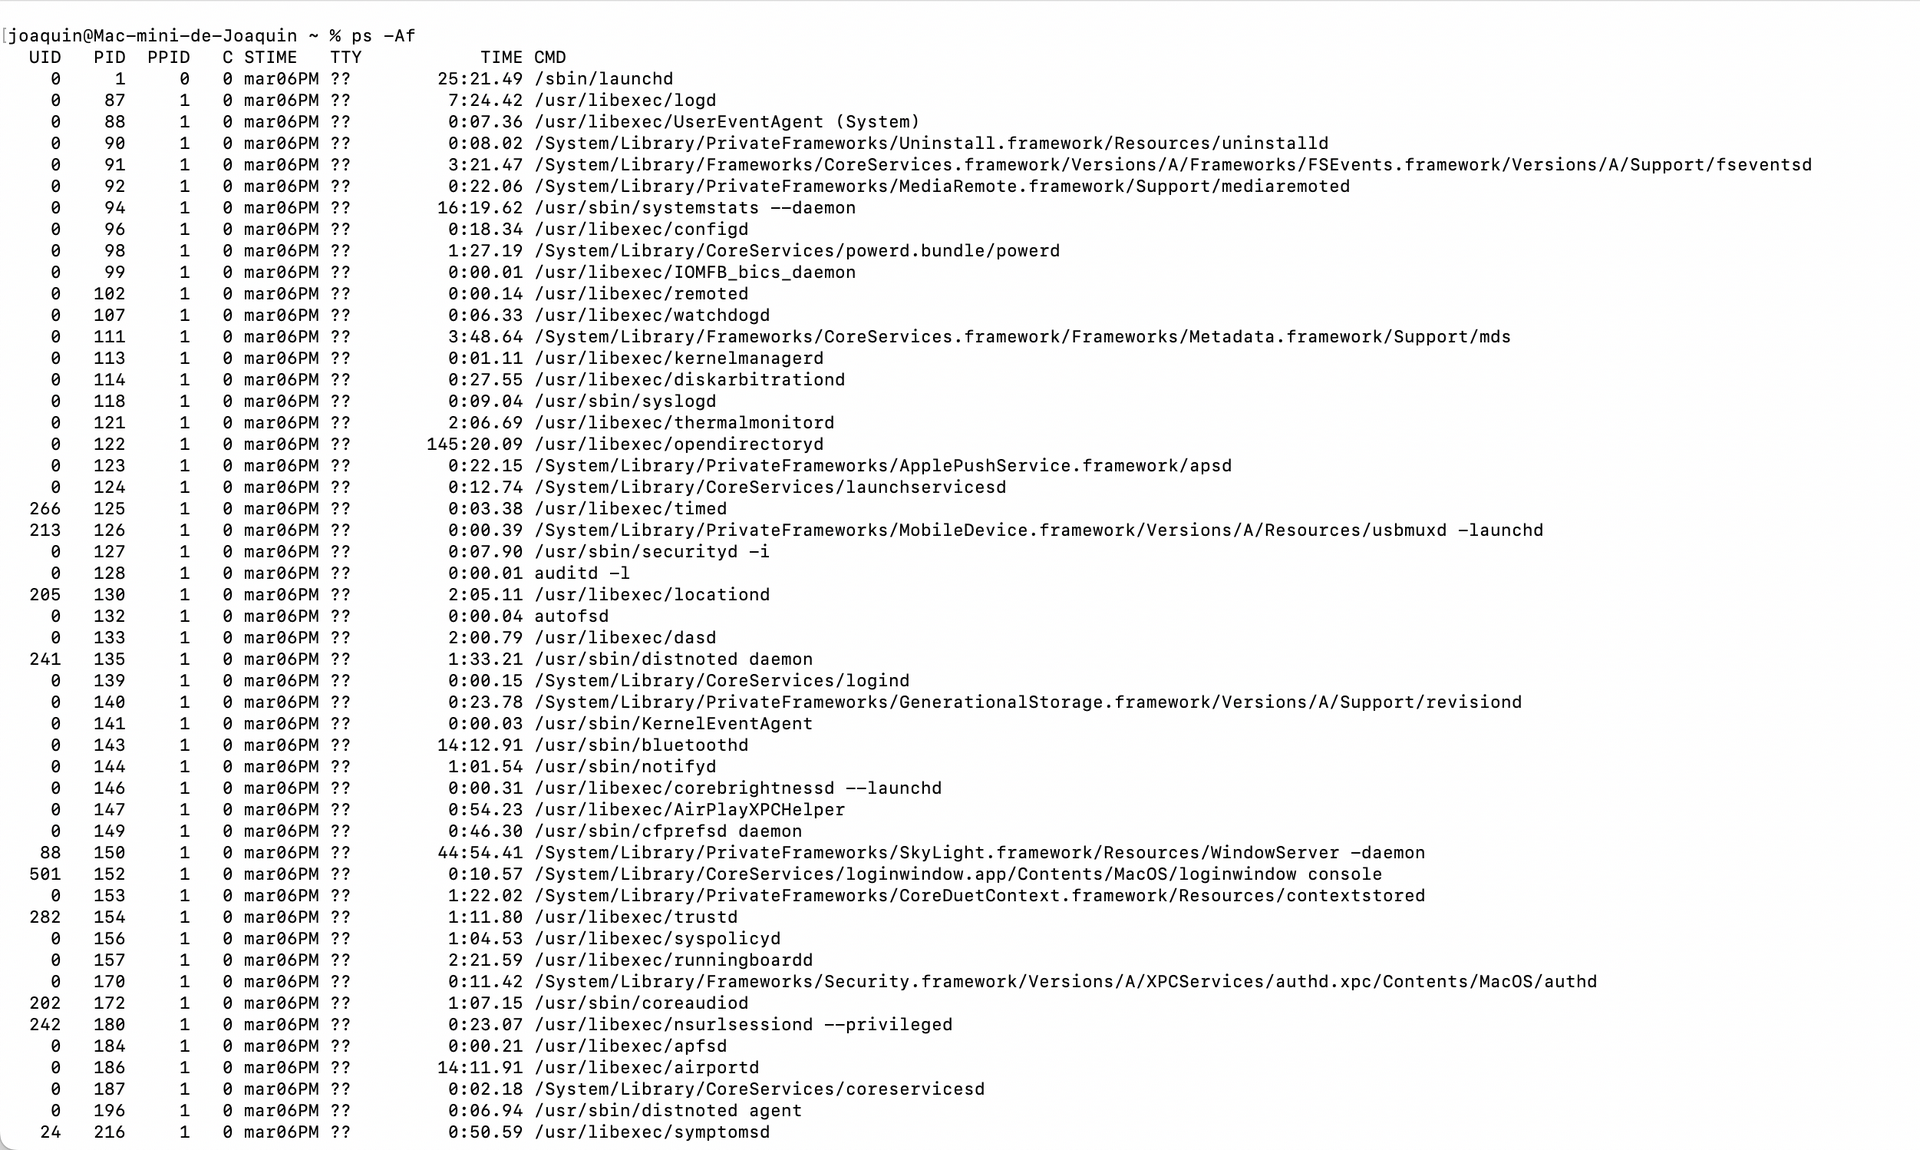 [joaquin@Mac-mini-de-Joaquin ~ % ps -Af
UID PID PPID C STIME TTY TIME CMD
0 1 0 0 mar06PM ?? 25:21.49 /sbin/launchd
0 87 1 0 mar06PM ?? 7:24.42 /usr/libexec/logd
0 88 1 0 mar06PM ?? 0:07.36 /usr/libexec/UserEventAgent (System)
0 90 1 0 mar06PM ?? 0:08.02 /System/Library/PrivateFrameworks/Uninstall.framework/Resources/uninstalld
0 91 1 0 mar06PM ?? 3:21.47 /System/Library/Frameworks/CoreServices.framework/Versions/A/Frameworks/FSEvents.framework/Versions/A/Support/fseventsd
0 92 1 0 mar06PM ?? 0:22.06 /System/Library/PrivateFrameworks/MediaRemote.framework/Support/mediaremoted
0 94 1 0 mar06PM ?? 16:19.62 /usr/sbin/systemstats --daemon
0 96 1 0 mar06PM ?? 0:18.34 /usr/libexec/configd
0 98 1 0 mar06PM ?? 1:27.19 /System/Library/CoreServices/powerd.bundle/powerd
0 99 1 0 mar06PM ?? 0:00.01 /usr/libexec/IOMFB_bics_daemon
0 102 1 0 mar06PM ?? 0:00.14 /usr/libexec/remoted
0 107 1 0 mar06PM ?? 0:06.33 /usr/libexec/watchdogd
0 111 1 0 mar06PM ?? 3:48.64 /System/Library/Frameworks/CoreServices.framework/Frameworks/Metadata.framework/Support/mds
0 113 1 0 mar06PM ?? 0:01.11 /usr/libexec/kernelmanagerd
0 114 1 0 mar06PM ?? 0:27.55 /usr/libexec/diskarbitrationd
0 118 1 0 mar06PM ?? 0:09.04 /usr/sbin/syslogd
0 121 1 0 mar06PM ?? 2:06.69 /usr/libexec/thermalmonitord
0 122 1 0 mar06PM ?? 145:20.09 /usr/libexec/opendirectoryd
0 123 1 0 mar06PM ?? 0:22.15 /System/Library/PrivateFrameworks/ApplePushService.framework/apsd
0 124 1 0 mar06PM ?? 0:12.74 /System/Library/CoreServices/launchservicesd
266 125 1 0 mar06PM ?? 0:03.38 /usr/libexec/timed
213 126 1 0 mar06PM ?? 0:00.39 /System/Library/PrivateFrameworks/MobileDevice.framework/Versions/A/Resources/usbmuxd -launchd
0 127 1 0 mar06PM ?? 0:07.90 /usr/sbin/securityd -i
0 128 1 0 mar06PM ?? 0:00.01 auditd -l
205 130 1 0 mar06PM ?? 2:05.11 /usr/libexec/locationd
0 132 1 0 mar06PM ?? 0:00.04 autofsd
0 133 1 0 mar06PM ?? 2:00.79 /usr/libexec/dasd
241 135 1 0 mar06PM ?? 1:33.21 /usr/sbin/distnoted daemon
0 139 1 0 mar06PM ?? 0:00.15 /System/Library/CoreServices/logind
0 140 1 0 mar06PM ?? 0:23.78 /System/Library/PrivateFrameworks/GenerationalStorage.framework/Versions/A/Support/revisiond
0 141 1 0 mar06PM ?? 0:00.03 /usr/sbin/KernelEventAgent
0 143 1 0 mar06PM ?? 14:12.91 /usr/sbin/bluetoothd
0 144 1 0 mar06PM ?? 1:01.54 /usr/sbin/notifyd
0 146 1 0 mar06PM ?? 0:00.31 /usr/libexec/corebrightnessd --launchd
0 147 1 0 mar06PM ?? 0:54.23 /usr/libexec/AirPlayXPCHelper
0 149 1 0 mar06PM ?? 0:46.30 /usr/sbin/cfprefsd daemon
88 150 1 0 mar06PM ?? 44:54.41 /System/Library/PrivateFrameworks/SkyLight.framework/Resources/WindowServer -daemon
501 152 1 0 mar06PM ?? 0:10.57 /System/Library/CoreServices/loginwindow.app/Contents/MacOS/loginwindow console
0 153 1 0 mar06PM ?? 1:22.02 /System/Library/PrivateFrameworks/CoreDuetContext.framework/Resources/contextstored
282 154 1 0 mar06PM ?? 1:11.80 /usr/libexec/trustd
0 156 1 0 mar06PM ?? 1:04.53 /usr/libexec/syspolicyd
0 157 1 0 mar06PM ?? 2:21.59 /usr/libexec/runningboardd
0 170 1 0 mar06PM ?? 0:11.42 /System/Library/Frameworks/Security.framework/Versions/A/XPCServices/authd.xpc/Contents/MacOS/authd
202 172 1 0 mar06PM ?? 1:07.15 /usr/sbin/coreaudiod
242 180 1 0 mar06PM ?? 0:23.07 /usr/libexec/nsurlsessiond --privileged
0 184 1 0 mar06PM ?? 0:00.21 /usr/libexec/apfsd
0 186 1 0 mar06PM ?? 14:11.91 /usr/libexec/airportd
0 187 1 0 mar06PM ?? 0:02.18 /System/Library/CoreServices/coreservicesd
0 196 1 0 mar06PM ?? 0:06.94 /usr/sbin/distnoted agent
24 216 1 0 mar06PM ?? 0:50.59 /usr/libexec/symptomsd